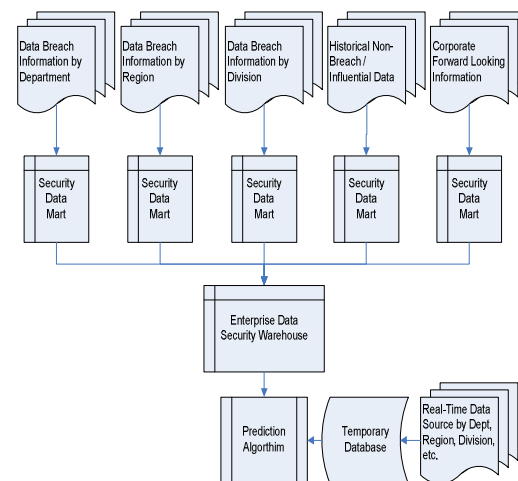 Data Breach
Information by
Department
Data Breach
Information by
Region
Data Breach
Information by
Division
Historical Non-
Breach /
Influential Data
Corporate
Forward Looking
Information
Security
Data
Mart
Security
Data
Mart
Security
Data
Mart
Security
Data
Mart
Security
Data
Mart
Enterprise Data
Security Warehouse
Prediction
Algorthim
Temporary
Database
Real-Time Data
Source by Dept,
Region, Division,
etc.